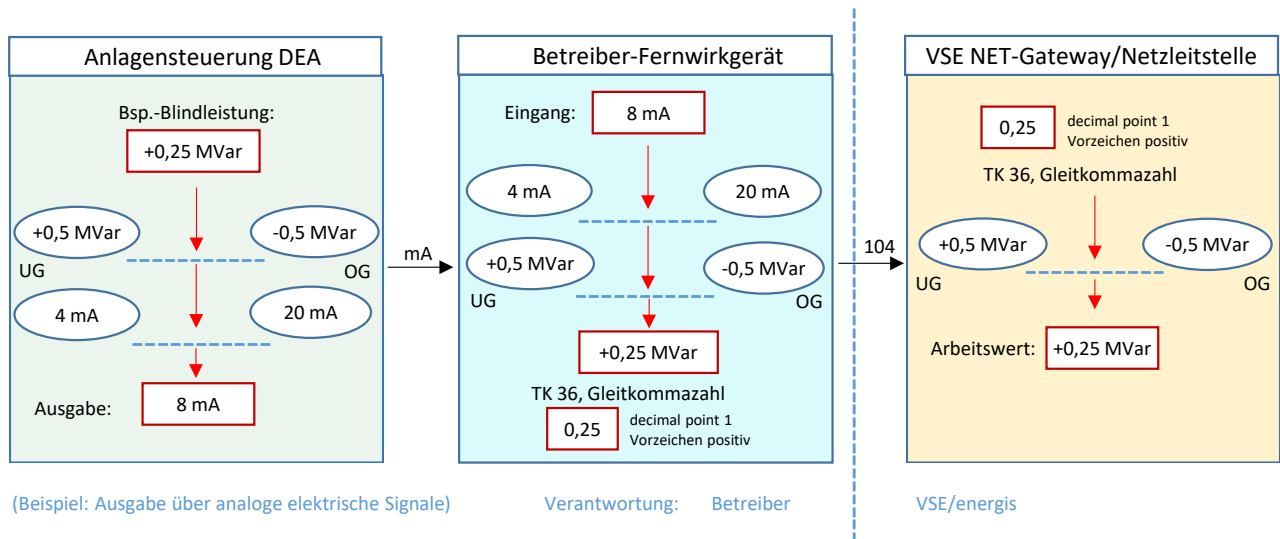 Anlagensteuerung DEA
Bsp.-Blindleistung:
+0,25 MVar
+0,5 MVar
-0,5 MVar
UG
OG
4 mA
20 mA
Ausgabe:
8 mA
mA
Betreiber-Fernwirkgerät
Eingang:
8 mA
4 mA
20 mA
+0,5 MVar
-0,5 MVar
UG
OG
+0,25 MVar
TK 36, Gleitkommazahl
0,25
decimal point 1
Vorzeichen positiv
104
VSE NET-Gateway/Netzleitstelle
0,25
decimal point 1
Vorzeichen positiv
TK 36, Gleitkommazahl
+0,5 MVar
-0,5 MVar
UG
OG
Arbeitswert:
+0,25 MVar
(Beispiel: Ausgabe über analoge elektrische Signale)
Verantwortung:
Betreiber
VSE/energis